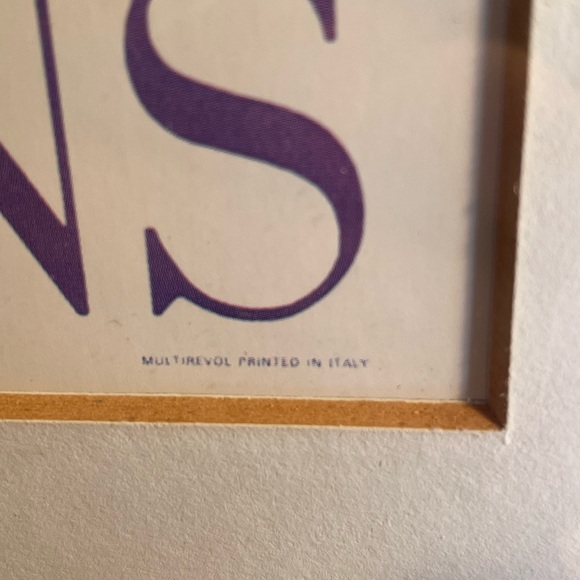 NS
MULTIREVOL PRINTED IN ITALY